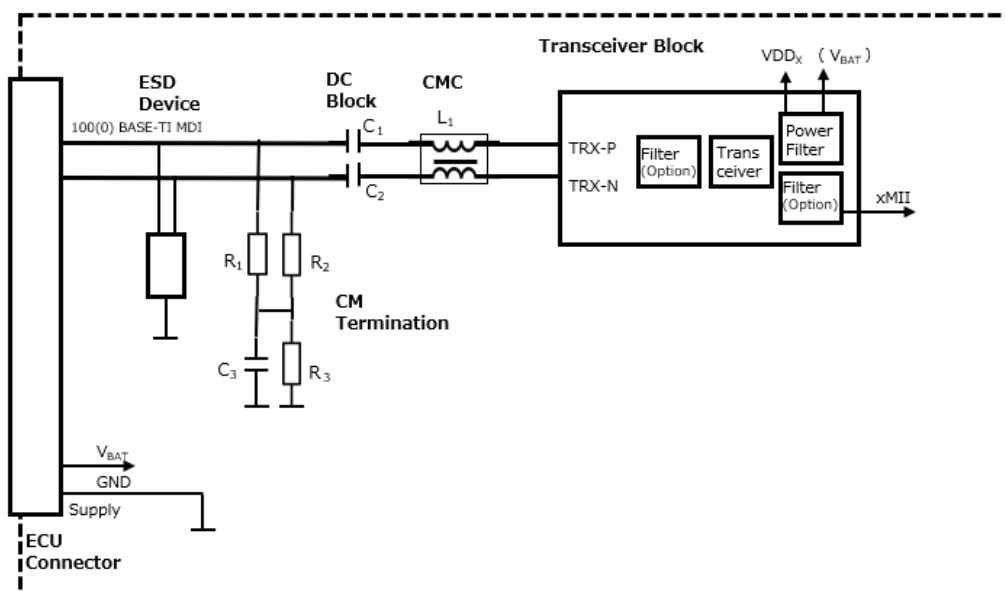 Transceiver Block
VDDX
( VBAT )
ESD
Device
DC
Block
CMC
100(0) BASE-TI MDI
C1
L1
C2
TRX-P
TRX-N
Filter
(Option)
Trans
ceiver
Power
Filter
Filter
(Option)
xMII
R1
R2
CM
Termination
C3
R3
VBAT
GND
Supply
ECU
Connector